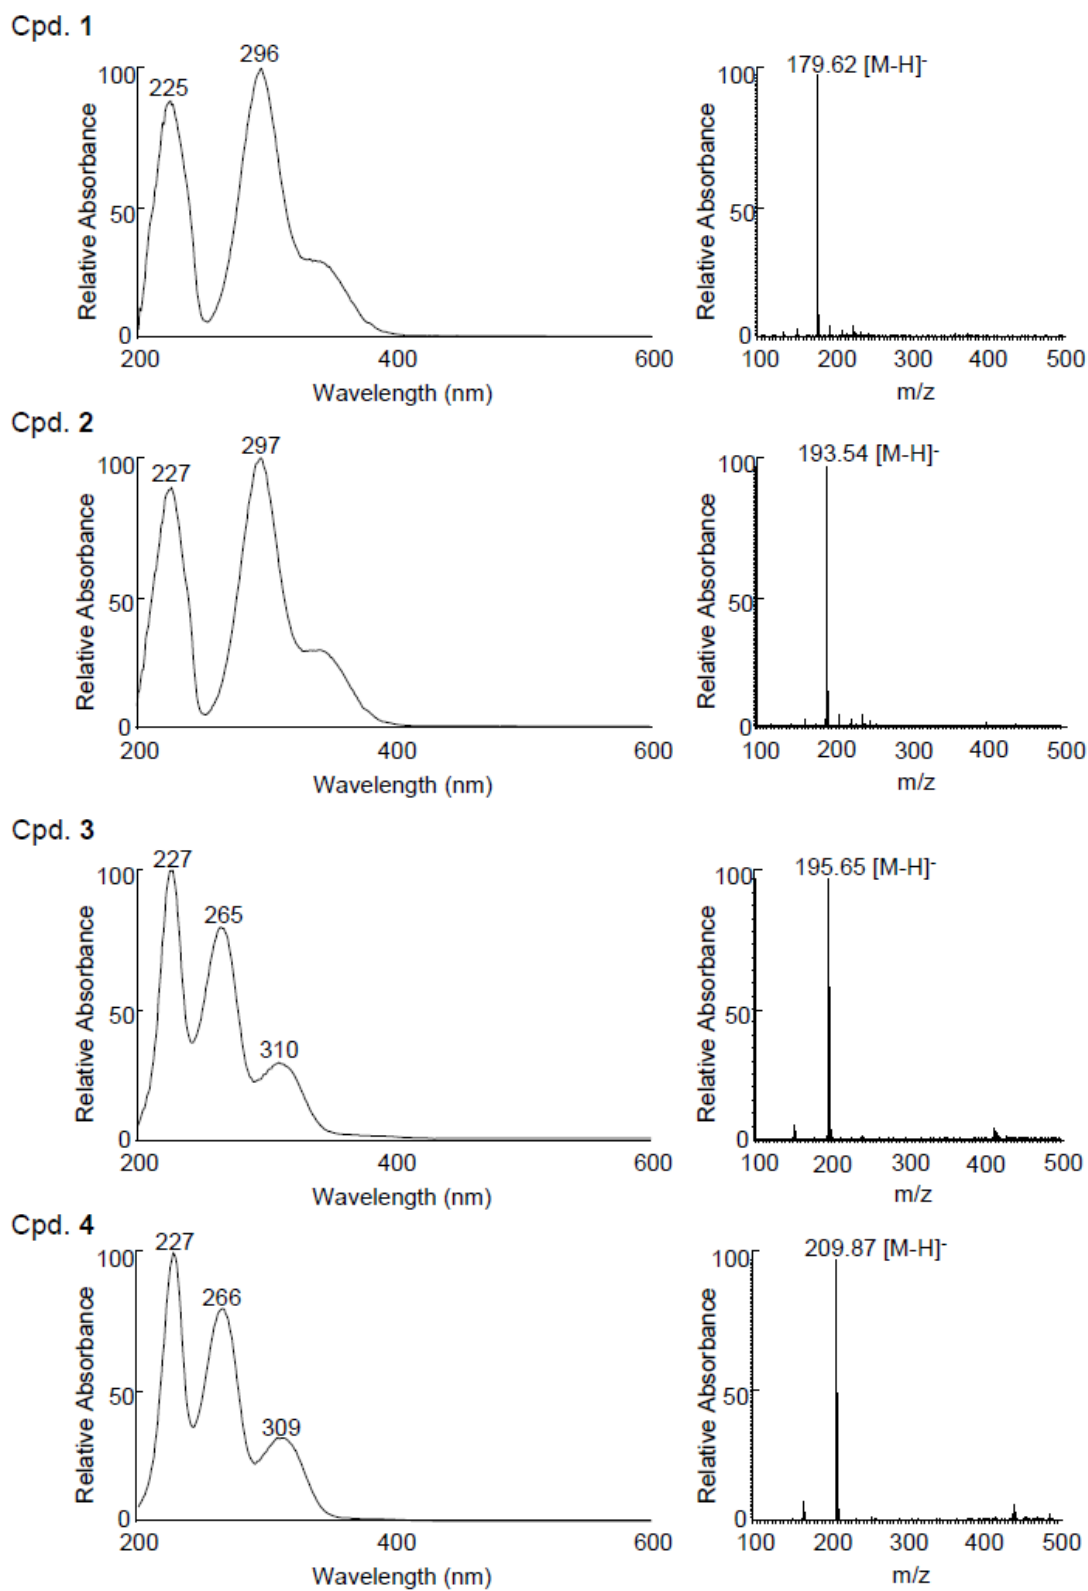 Cpd. 1
225
296
100
50
0
Relative Absorbance
200
400
600
Wavelength (nm)
179.62 [M-H]-
100
50
0
Relative Absorbance
100
200
300
400
500
m/z
Cpd. 2
227
297
100
50
0
Relative Absorbance
200
400
600
Wavelength (nm)
193.54 [M-H]-
100
50
0
Relative Absorbance
100
200
300
400
500
m/z
Cpd. 3
227
265
310
100
50
0
Relative Absorbance
200
400
600
Wavelength (nm)
195.65 [M-H]-
100
50
0
Relative Absorbance
100
200
300
400
500
m/z
Cpd. 4
227
266
309
100
50
0
Relative Absorbance
200
400
600
Wavelength (nm)
209.87 [M-H]-
100
50
0
Relative Absorbance
100
200
300
400
500
m/z